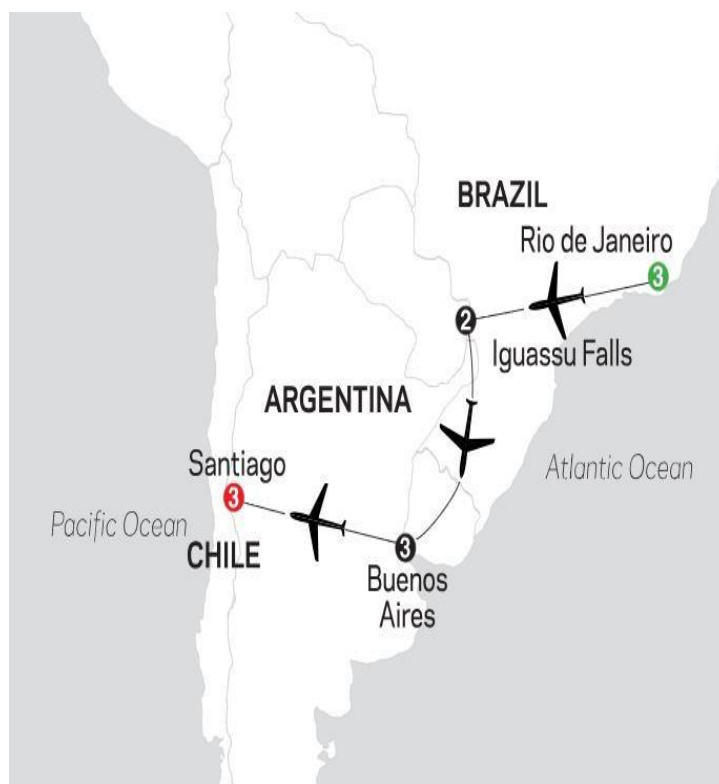 BRAZIL
Rio de Janeiro
3
2
Iguassu Falls
ARGENTINA
Atlantic Ocean
Santiago
3
Pacific Ocean
CHILE
3
Buenos
Aires